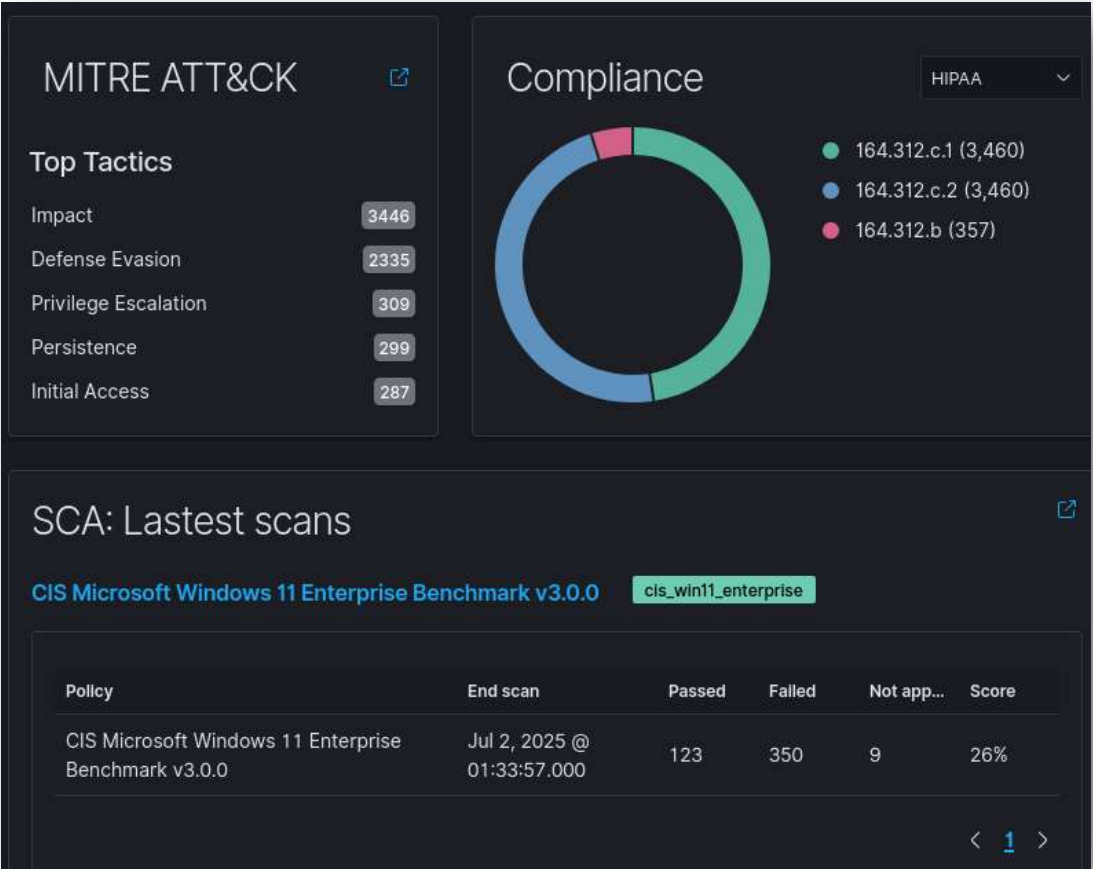 MITRE ATT&CK
Top Tactics
Impact 3446
Defense Evasion 2335
Privilege Escalation 309
Persistence 299
Initial Access 287
Compliance
HIPAA
164.312.c.1 (3,460)
164.312.c.2 (3,460)
164.312.b (357)
SCA: Lastest scans
CIS Microsoft Windows 11 Enterprise Benchmark v3.0.0 cis_win11_enterprise
Policy End scan Passed Failed Not app... Score
CIS Microsoft Windows 11 Enterprise Jul 2, 2025 @
Benchmark v3.0.0 01:33:57.000 123 350 9 26%
1